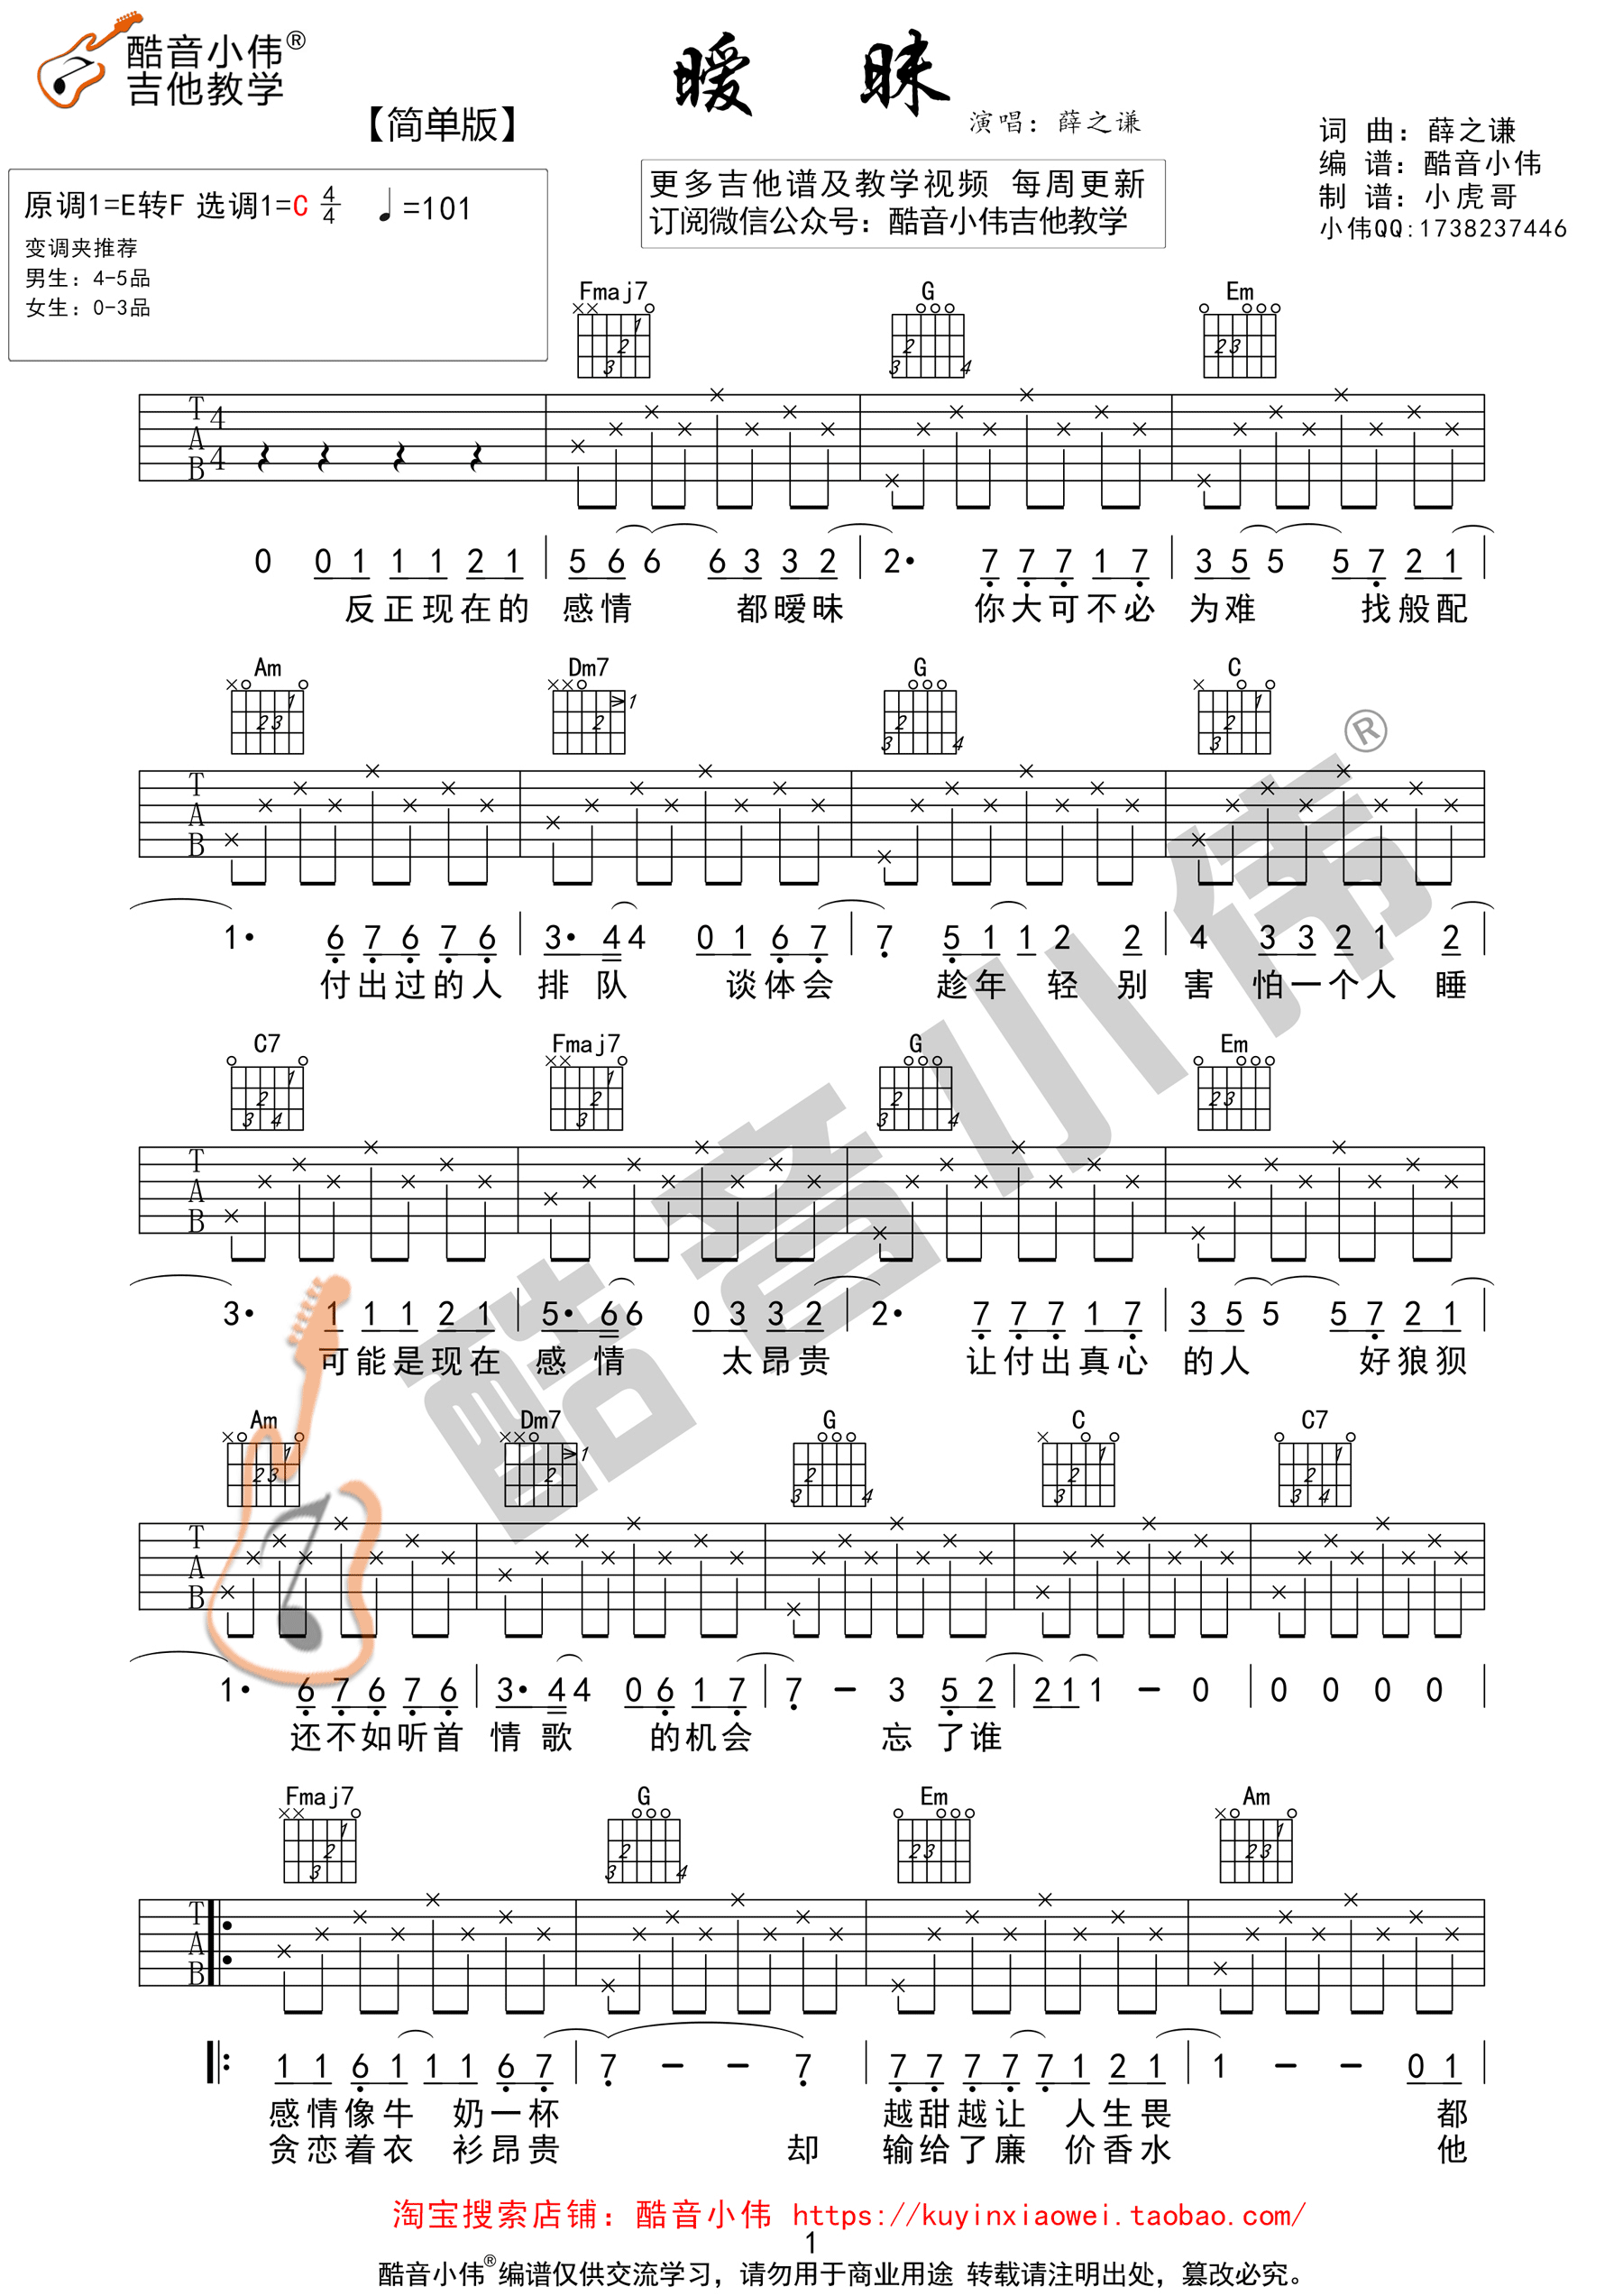 酷音小伟®
吉他教学
暧 昧
【简单版】
演唱：薛之谦
词 曲：薛之谦
编 谱：酷音小伟
制 谱：小虎哥
小伟QQ:1738237446
原调1=E转F 选调1=C 4/4 ♩=101
变调夹推荐
男生：4-5品
女生：0-3品
更多吉他谱及教学视频 每周更新
订阅微信公众号：酷音小伟吉他教学
Fmaj7 G Em
T A B 4 4
0 0 1 1 1 2 1 | 5 6 6 6 3 3 2 | 2· 7 7 7 1 7 | 3 5 5 5 7 2 1 |
反正现在的 感情 都暧昧 你大可不必 为难 找般配
Am Dm7 G C
T A B
1· 6 7 6 7 6 | 3· 4 4 0 1 6 7 | 7 5 1 1 2 2 | 4 3 3 2 1 2 |
付出过的人 排队 谈体会 趁年轻 别 害怕一个人 睡
C7 Fmaj7 G Em
T A B
3· 1 1 1 2 1 | 5· 6 6 0 3 3 2 | 2· 7 7 7 1 7 | 3 5 5 5 7 2 1 |
可能是现在 感情 太昂贵 让付出真心 的人 好狼狈
Am Dm7 G C C7
T A B
1· 6 7 6 7 6 | 3· 4 4 0 6 1 7 | 7 - 3 5 2 | 2 1 1 - 0 | 0 0 0 0 |
还不如听首 情歌 的机会 忘了谁
Fmaj7 G Em Am
T A B
1 1 6 1 1 1 6 7 | 7 - - 7 | 7 7 7 7 7 1 2 1 | 1 - - 0 1 |
感情像牛 奶一杯 越甜越让 人生畏 都
贪恋着衣 衫昂贵 却 输给了廉 价香水 他
淘宝搜索店铺：酷音小伟 https://kuyinxiaowei.taobao.com/
1
酷音小伟®编谱仅供交流学习，请勿用于商业用途 转载请注明出处，篡改必究。
酷音小伟®